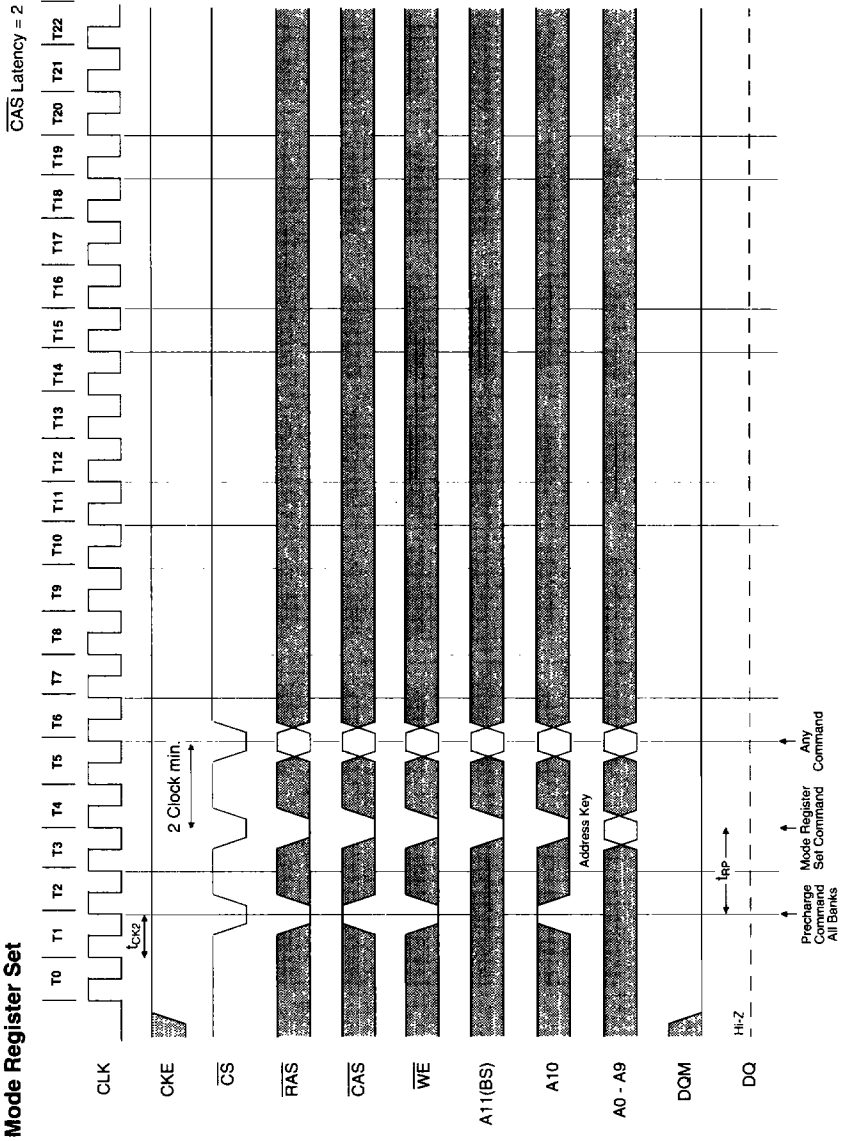 Mode Register Set
CAS Latency = 2
T0 T1 T2 T3 T4 T5 T6 T7 T8 T9 T10 T11 T12 T13 T14 T15 T16 T17 T18 T19 T20 T21 T22
CLK
tCK2
CKE
2 Clock min.
CS
RAS
CAS
WE
A11(BS)
A10
Address Key
A0 - A9
DQM
tRP
Hi-Z
DQ
Precharge
Command
All Banks
Mode Register
Set Command
Any
Command